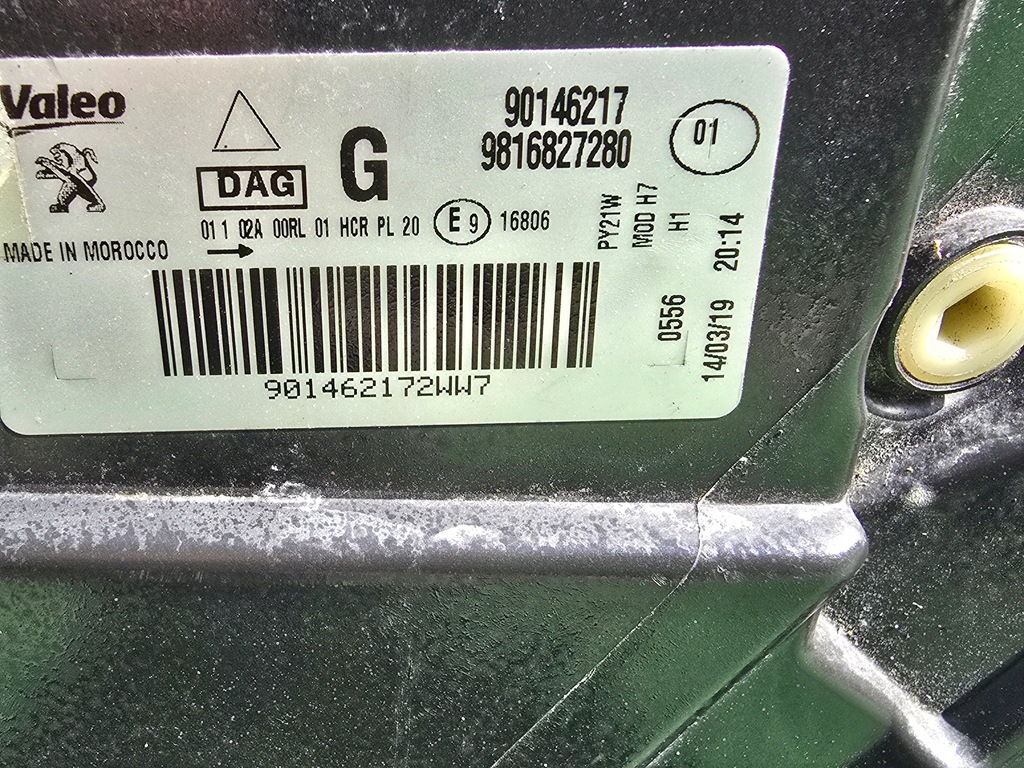 Valeo
90146217
9816827280
01
G
DAG
01 1 02A 00RL 01 HCR PL 20
E 9
16806
MADE IN MOROCCO
901462172WW7
PY21W
MOD H7
H1
0556
14/03/19 20:14